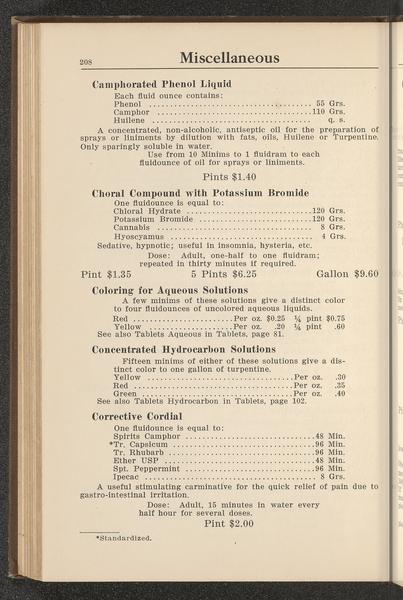 208 Miscellaneous
Camphorated Phenol Liquid
Each fluid ounce contains:
Phenol ........................................ 55 Grs.
Camphor ......................................110 Grs.
Huilene ....................................... q. s.
A concentrated, non-alcoholic, antiseptic oil for the preparation of
sprays or liniments by dilution with fats, oils, Huilene or Turpentine.
Only sparingly soluble in water.
Use from 10 Minims to 1 fluidram to each
fluidounce of oil for sprays or liniments.
Pints $1.40
Choral Compound with Potassium Bromide
One fluidounce is equal to:
Chloral Hydrate ..............................120 Grs.
Potassium Bromide ...........................120 Grs.
Cannabis ...................................... 8 Grs.
Hyoscyamus .................................. 4 Grs.
Sedative, hypnotic; useful in insomnia, hysteria, etc.
Dose: Adult, one-half to one fluidram;
repeated in thirty minutes if required.
Pint $1.35 5 Pints $6.25 Gallon $9.60
Coloring for Aqueous Solutions
A few minims of these solutions give a distinct color
to four fluidounces of uncolored aqueous liquids.
Red ........................Per oz. $0.25 ¼ pint $0.75
Yellow .....................Per oz. .20 ¼ pint .60
See also Tablets Aqueous in Tablets, page 81.
Concentrated Hydrocarbon Solutions
Fifteen minims of either of these solutions give a dis-
tinct color to one gallon of turpentine.
Yellow ....................................Per oz. .30
Red .......................................Per oz. .35
Green .....................................Per oz. .40
See also Tablets Hydrocarbon in Tablets, page 102.
Corrective Cordial
One fluidounce is equal to:
Spirits Camphor ................................48 Min.
*Tr. Capsicum ..................................96 Min.
Tr. Rhubarb ....................................96 Min.
Ether USP ......................................48 Min.
Spt. Peppermint ................................96 Min.
Ipecac ......................................... 8 Grs.
A useful stimulating carminative for the quick relief of pain due to
gastro-intestinal irritation.
Dose: Adult, 15 minutes in water every
half hour for several doses.
Pint $2.00
*Standardized.